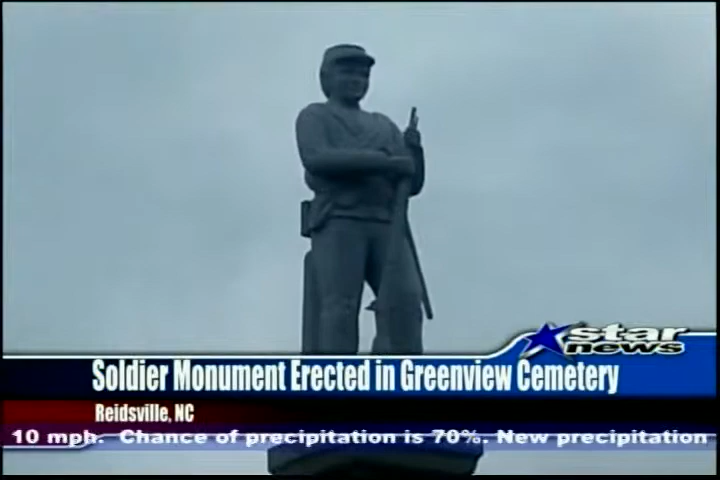 star
news
Soldier Monument Erected in Greenview Cemetery
Reidsville, NC
10 mph. Chance of precipitation is 70%. New precipitation